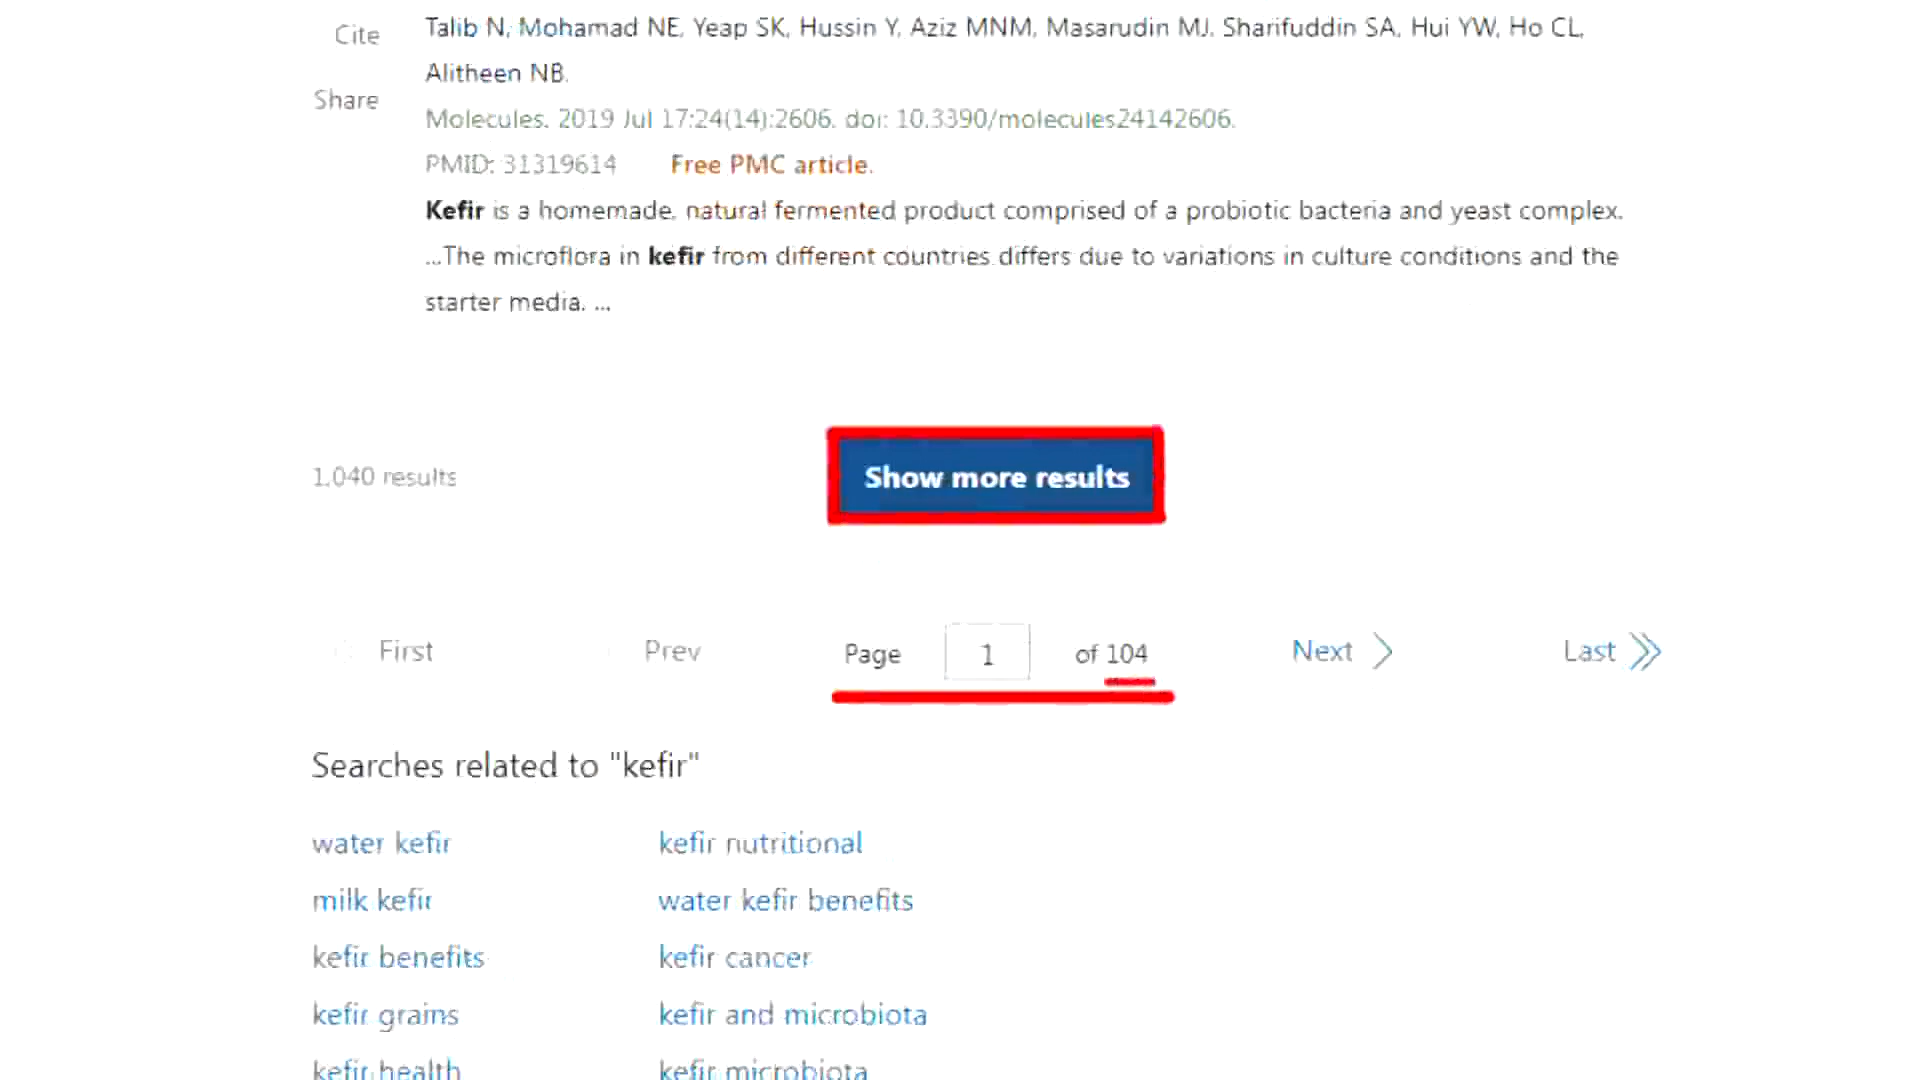 Cite
Talib N, Mohamad NE, Yeap SK, Hussin Y, Aziz MNM, Masarudin MJ, Sharifuddin SA, Hui YW, Ho CL,
Alitheen NB.
Share
Molecules. 2019 Jul 17;24(14):2606. doi: 10.3390/molecules24142606.
PMID: 31319614 Free PMC article.
Kefir is a homemade, natural fermented product comprised of a probiotic bacteria and yeast complex.
...The microflora in kefir from different countries differs due to variations in culture conditions and the
starter media. ...
1,040 results
Show more results
First Prev Page 1 of 104 Next Last
Searches related to "kefir"
water kefir kefir nutritional
milk kefir water kefir benefits
kefir benefits kefir cancer
kefir grains kefir and microbiota
kefir health kefir microbiota